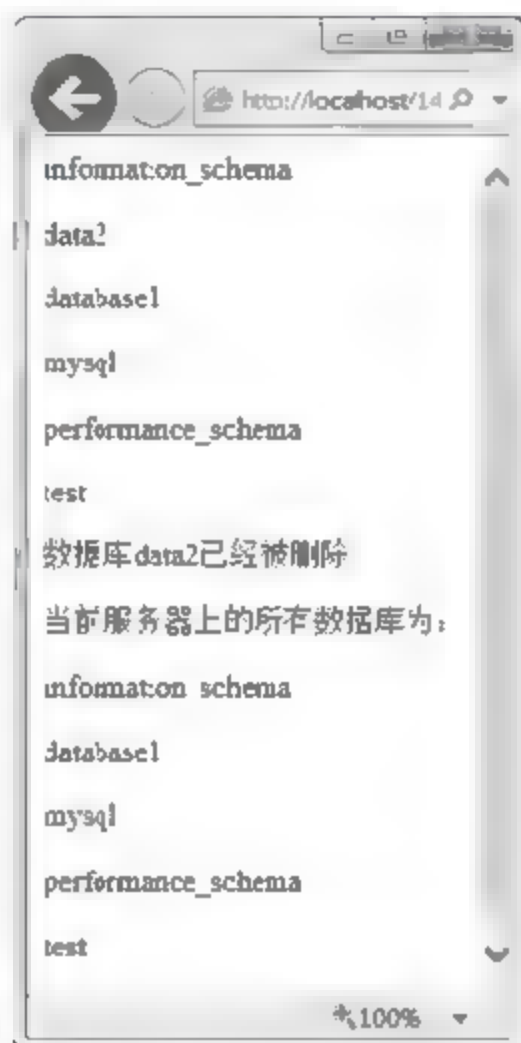 http://localhost/14
information_schema
data2
database1
mysql
performance_schema
test
数据库data2已经被删除
当前服务器上的所有数据库为：
information_schema
database1
mysql
performance_schema
test
100%